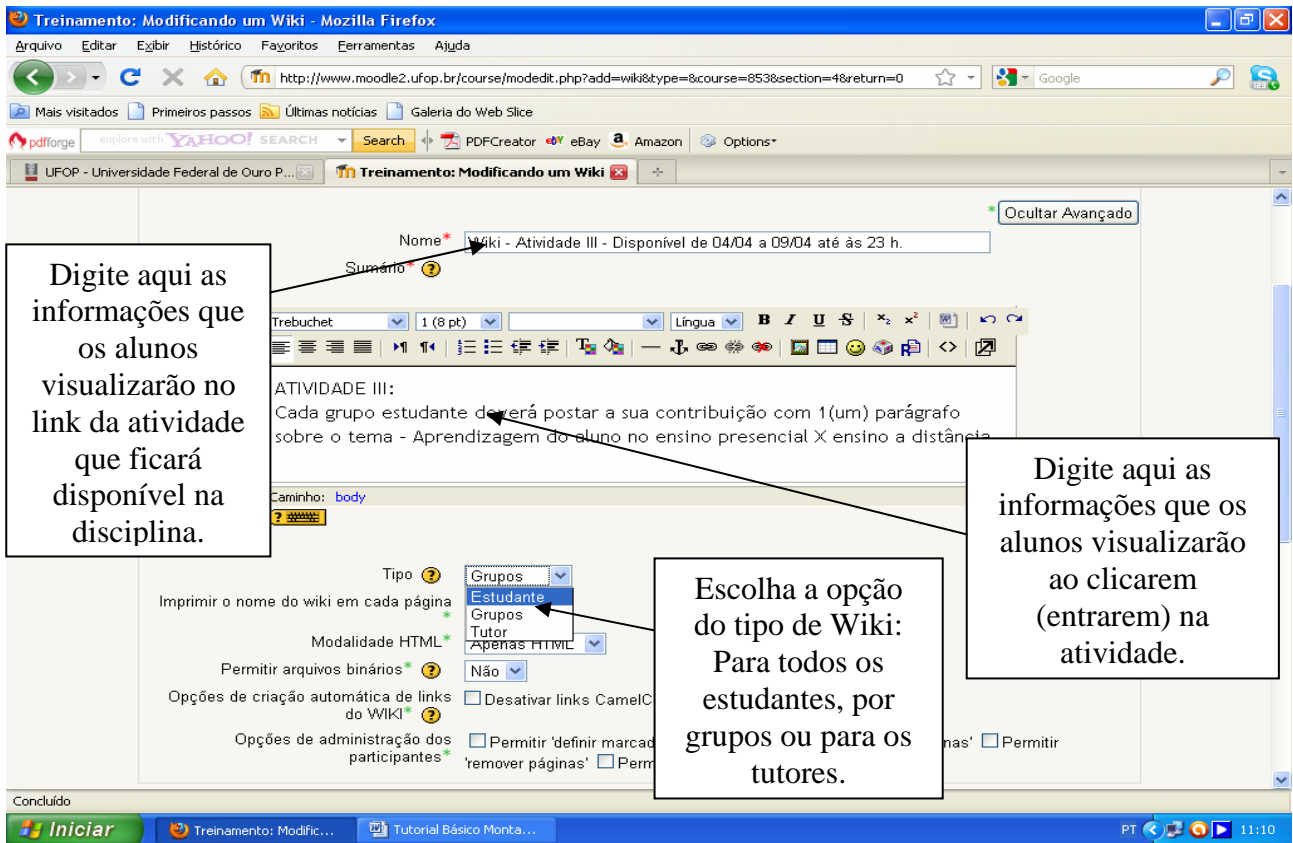 Treinamento: Modificando um Wiki - Mozilla Firefox
Arquivo Editar Exibir Histórico Favoritos Ferramentas Ajuda
http://www.moodle2.ufop.br/course/modedit.php?add=wiki&type=&course=853&section=4&return=0
Google
Mais visitados Primeiros passos Últimas notícias Galeria do Web Slice
pdfforge explore with YAHOO! SEARCH Search PDFCreator eBay Amazon Options
UFOP - Universidade Federal de Ouro P... Treinamento: Modificando um Wiki
* Ocultar Avançado
Nome* Wiki - Atividade III - Disponível de 04/04 a 09/04 até às 23 h.
Sumário* ?
Digite aqui as
informações que
os alunos
visualizarão no
link da atividade
que ficará
disponível na
disciplina.
Trebuchet 1 (8 pt) Língua B I U S
ATIVIDADE III:
Cada grupo estudante deverá postar a sua contribuição com 1(um) parágrafo
sobre o tema - Aprendizagem do aluno no ensino presencial X ensino a distância
Caminho: body
Digite aqui as
informações que os
alunos visualizarão
ao clicarem
(entrarem) na
atividade.
Tipo ? Grupos
Estudante
Grupos
Tutor
Imprimir o nome do wiki em cada página
*
Modalidade HTML* Apenas HTML
Permitir arquivos binários* ? Não
Opções de criação automática de links
do WIKI* ?
Desativar links CamelC
Opções de administração dos
participantes*
Permitir 'definir marcad nas' Permitir
'remover páginas' Perm
Escolha a opção
do tipo de Wiki:
Para todos os
estudantes, por
grupos ou para os
tutores.
Concluído
Iniciar Treinamento: Modific... Tutorial Básico Monta... PT 11:10